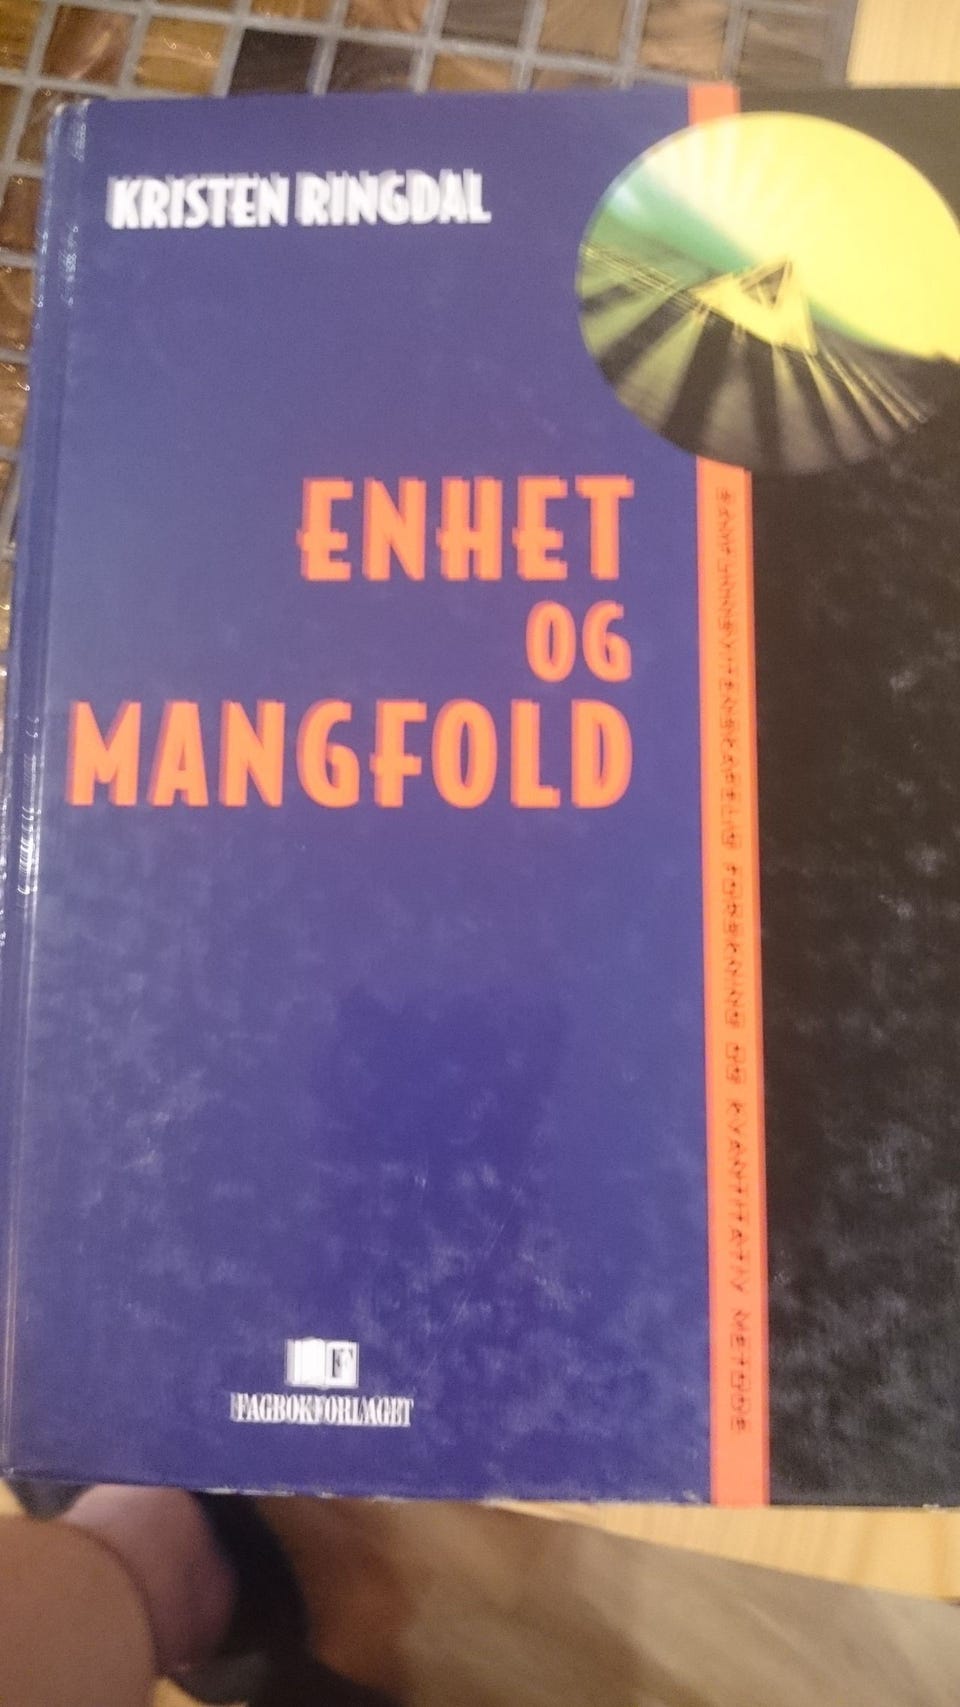 KRISTEN RINGDAL
ENHET
OG
MANGFOLD
SAMFUNNSVITENSKAPELIG FORSKNING OG KVANTITATIV METODE
F
FAGBOKFORLAGET